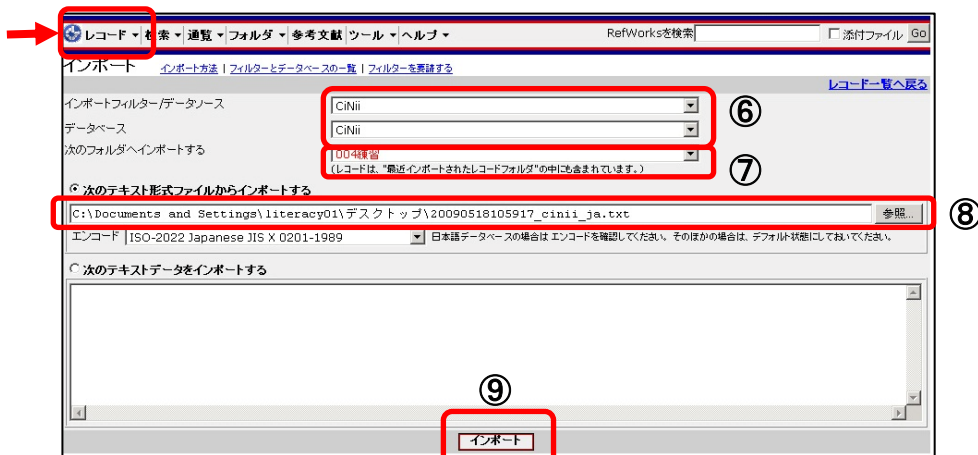 レコード ▾ 検索 ▾ 通覧 ▾ フォルダ ▾ 参考文献 ツール ▾ ヘルプ ▾ RefWorksを検索 添付ファイル Go
インポート インポート方法 | フィルターとデータベースの一覧 | フィルターを要請する
レコード一覧へ戻る
インポートフィルター/データソース CiNii ⑥
データベース CiNii
次のフォルダへインポートする 004練習 ⑦
(レコードは、"最近インポートされたレコードフォルダ"の中にも含まれています。)
次のテキスト形式ファイルからインポートする
C:\Documents and Settings\literacy01\デスクトップ\20090518105917_cinii_ja.txt 参照... ⑧
エンコード ISO-2022 Japanese JIS X 0201-1989 日本語データベースの場合は エンコードを確認してください。そのほかの場合は、デフォルト状態にしておいてください。
次のテキストデータをインポートする
⑨
インポート